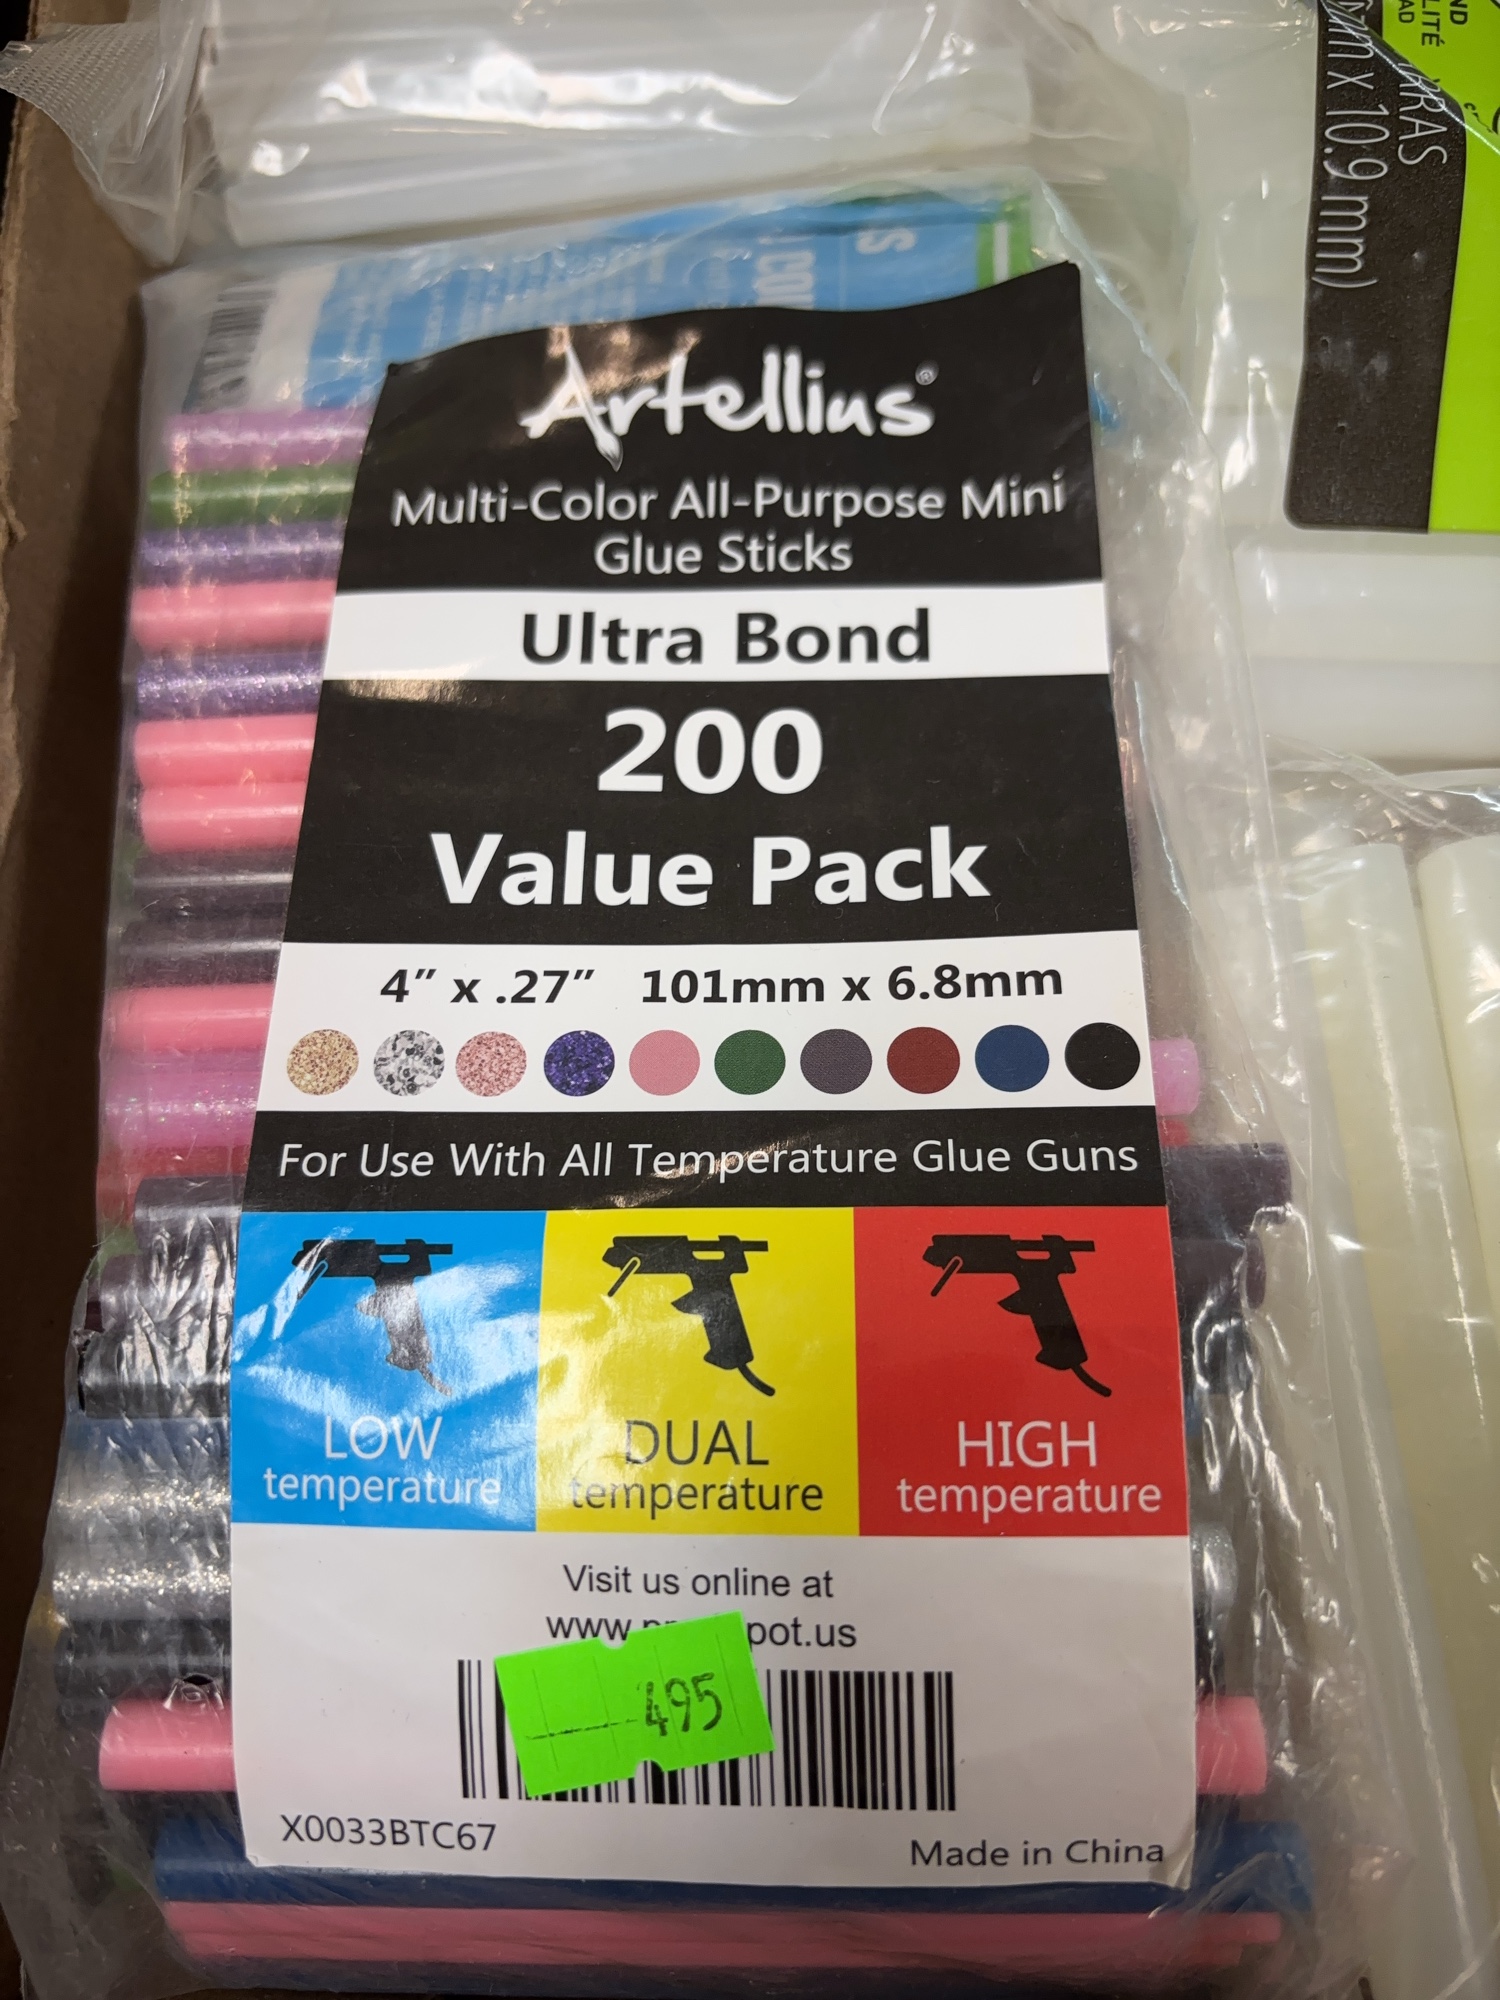 Artellius®
Multi-Color All-Purpose Mini
Glue Sticks
Ultra Bond
200
Value Pack
4" x .27" 101mm x 6.8mm
For Use With All Temperature Glue Guns
LOW
temperature
DUAL
temperature
HIGH
temperature
Visit us online at
495
X0033BTC67
Made in China
x 10.9 mm)